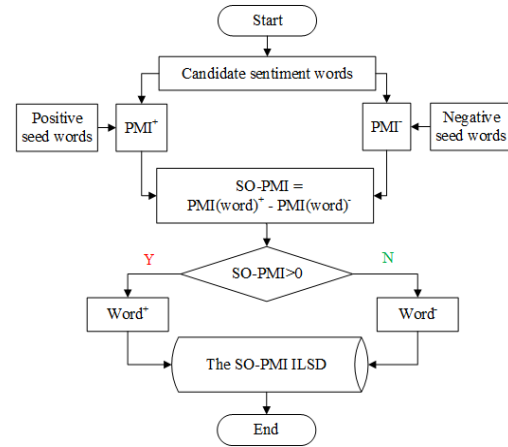 Start
Candidate sentiment words
Positive
seed words
PMI⁺
PMI⁻
Negative
seed words
SO-PMI =
PMI(word)⁺ - PMI(word)⁻
Y
SO-PMI>0
N
Word⁺
Word⁻
The SO-PMI ILSD
End